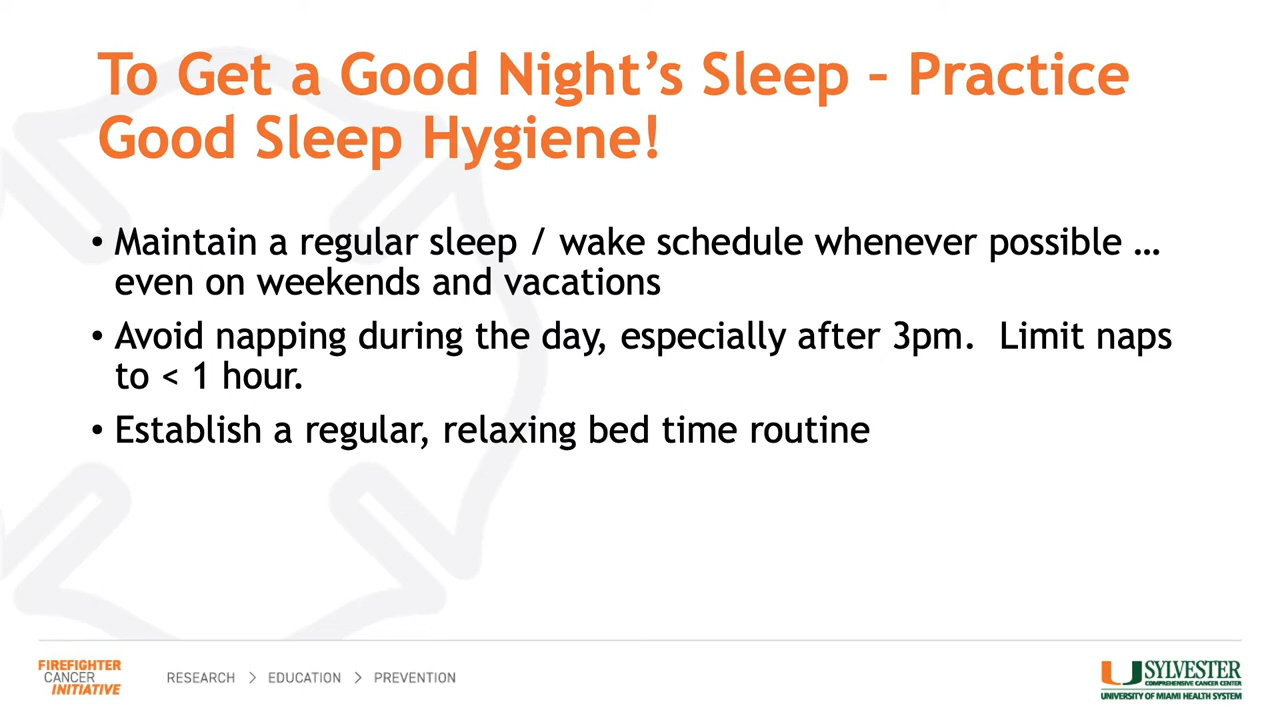 To Get a Good Night’s Sleep – Practice
Good Sleep Hygiene!
• Maintain a regular sleep / wake schedule whenever possible …
even on weekends and vacations
• Avoid napping during the day, especially after 3pm.  Limit naps
to < 1 hour.
• Establish a regular, relaxing bed time routine
FIREFIGHTER
CANCER
INITIATIVE
RESEARCH > EDUCATION > PREVENTION
SYLVESTER
COMPREHENSIVE CANCER CENTER
UNIVERSITY OF MIAMI HEALTH SYSTEM